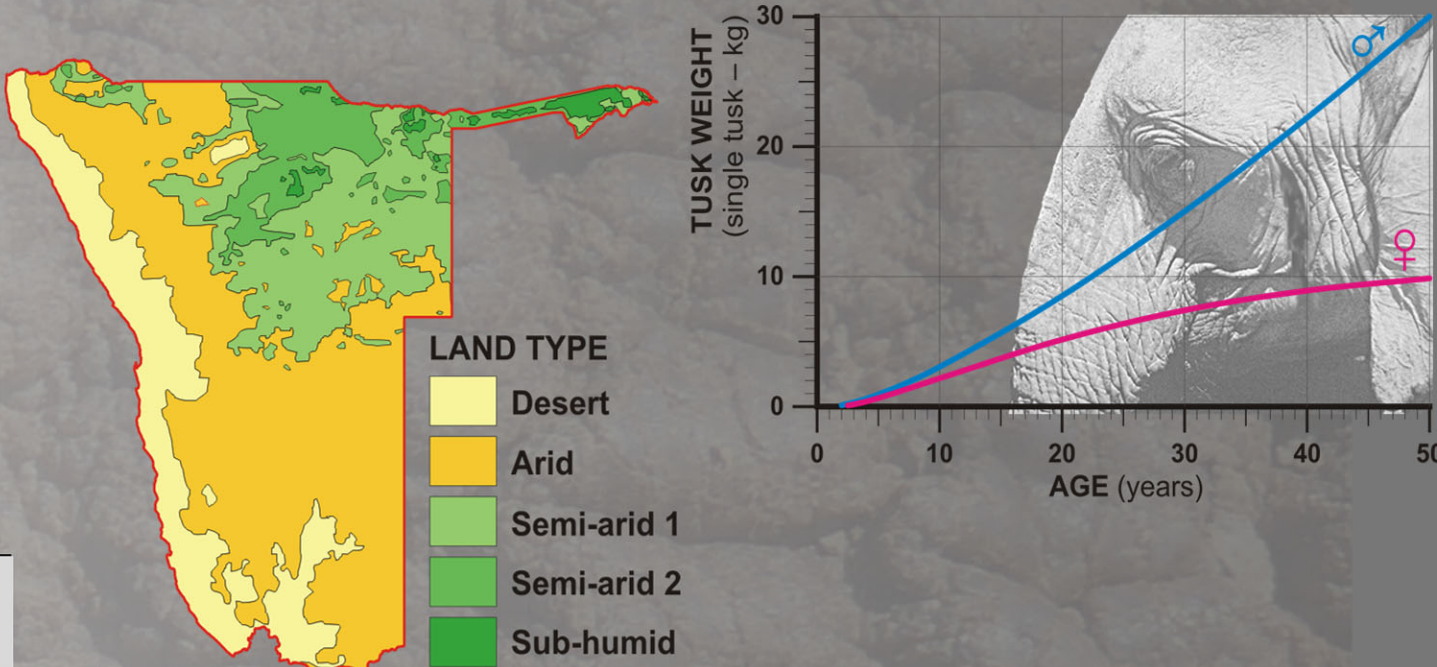 LAND TYPE
Desert
Arid
Semi-arid 1
Semi-arid 2
Sub-humid
TUSK WEIGHT
(single tusk – kg)
30
20
10
0
♂
♀
0 10 20 30 40 50
AGE (years)